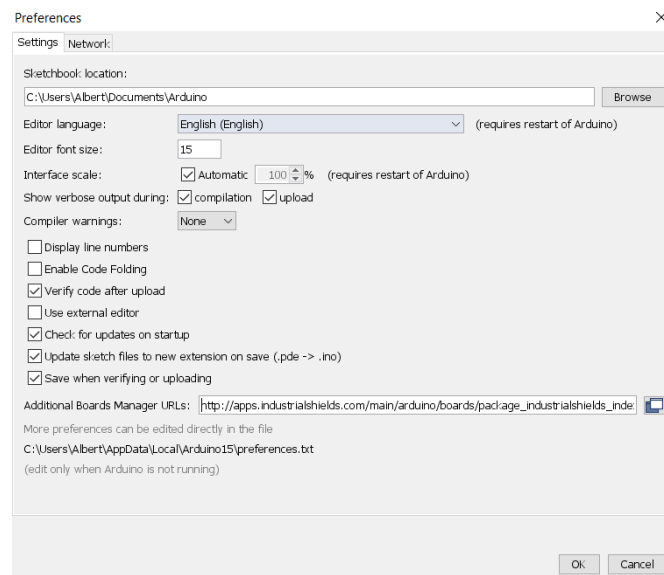 Preferences
Settings Network
Sketchbook location:
C:\Users\Albert\Documents\Arduino Browse
Editor language: English (English) (requires restart of Arduino)
Editor font size: 15
Interface scale: Automatic 100 % (requires restart of Arduino)
Show verbose output during: compilation upload
Compiler warnings: None
Display line numbers
Enable Code Folding
Verify code after upload
Use external editor
Check for updates on startup
Update sketch files to new extension on save (.pde -> .ino)
Save when verifying or uploading
Additional Boards Manager URLs: http://apps.industrialshields.com/main/arduino/boards/package_industrialshields_inde
More preferences can be edited directly in the file
C:\Users\Albert\AppData\Local\Arduino15\preferences.txt
(edit only when Arduino is not running)
OK Cancel